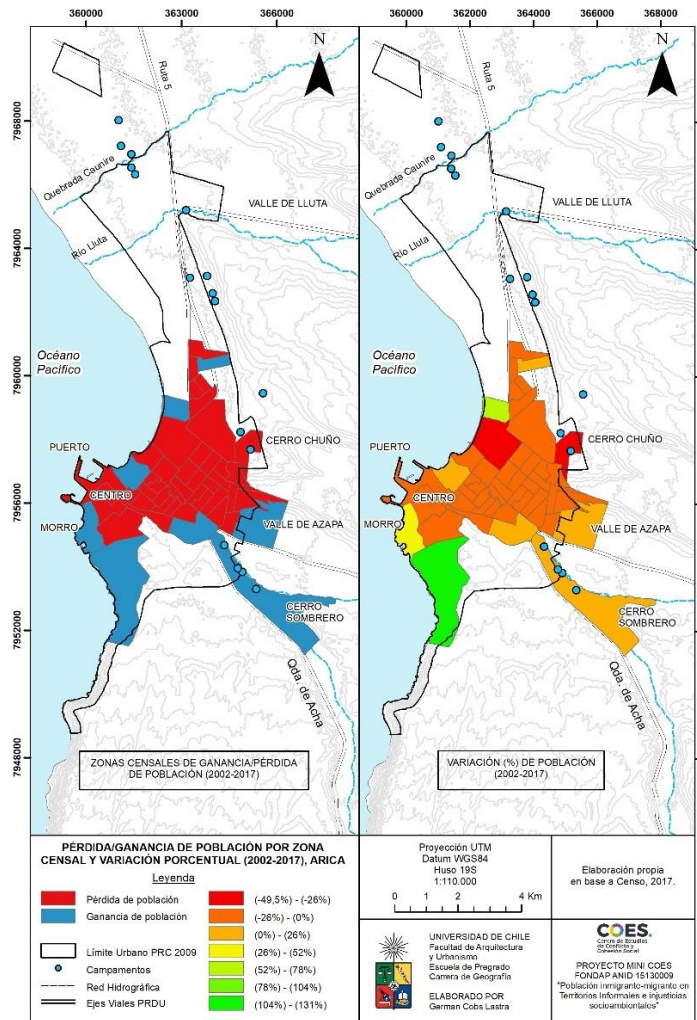 360000
364000
366000
360000
362000
364000
366000
368000
7968000
7964000
7960000
7956000
7952000
7948000
N
Ruta 5
Quebrada Caunire
VALLE DE LLUTA
Río Lluta
Océano
Pacífico
PUERTO
CERRO CHUÑO
CENTRO
MORRO
VALLE DE AZAPA
CERRO
SOMBRERO
Qda. de Acha
ZONAS CENSALES DE GANANCIA/PÉRDIDA
DE POBLACIÓN (2002-2017)
N
Ruta 5
Quebrada Caunire
VALLE DE LLUTA
Río Lluta
Océano
Pacífico
PUERTO
CERRO CHUÑO
CENTRO
MORRO
VALLE DE AZAPA
CERRO
SOMBRERO
Qda. de Acha
VARIACIÓN (%) DE POBLACIÓN
(2002-2017)
PÉRDIDA/GANANCIA DE POBLACIÓN POR ZONA
CENSAL Y VARIACIÓN PORCENTUAL (2002-2017), ARICA
Leyenda
Pérdida de población
Ganancia de población
Límite Urbano PRC 2009
Campamentos
Red Hidrográfica
Ejes Viales PRDU
(-49,5%) - (-26%)
(-26%) - (0%)
(0%) - (26%)
(26%) - (52%)
(52%) - (78%)
(78%) - (104%)
(104%) - (131%)
Proyección UTM
Datum WGS84
Huso 19S
1:110.000
0 2 4 Km
Elaboración propia
en base a Censo, 2017.
UNIVERSIDAD DE CHILE
Facultad de Arquitectura
y Urbanismo
Escuela de Pregrado
Carrera de Geografía
ELABORADO POR
German Cobs Lastra
COES.
Centro de Estudios
de Conflicto y
Cohesión Social
PROYECTO MINI COES
FONDAP ANID 15130009
"Población inmigrante-migrante en
Territorios Informales e injusticias
socioambientales"